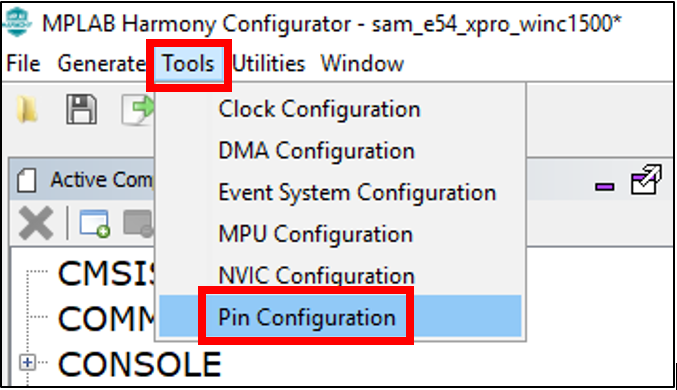 MPLAB Harmony Configurator - sam_e54_xpro_winc1500*
File Generate Tools Utilities Window
Clock Configuration
DMA Configuration
Event System Configuration
MPU Configuration
NVIC Configuration
Pin Configuration
Active Com
CMSIS
COMM
CONSOLE